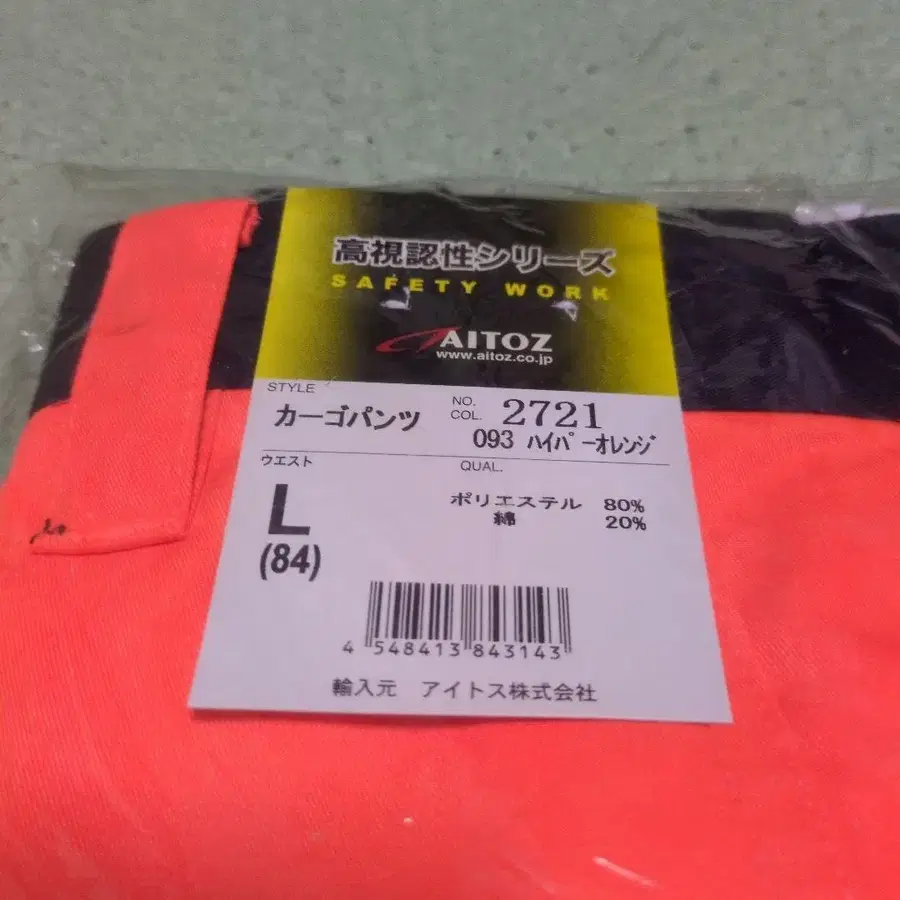 高視認性シリーズ
SAFETY WORK
AITOZ
www.aitoz.co.jp
STYLE
カーゴパンツ
NO. 2721
COL. 093 ハイパーオレンジ
ウエスト
L
(84)
QUAL.
ポリエステル 80%
綿 20%
4 548413 843143
輸入元 アイトス株式会社